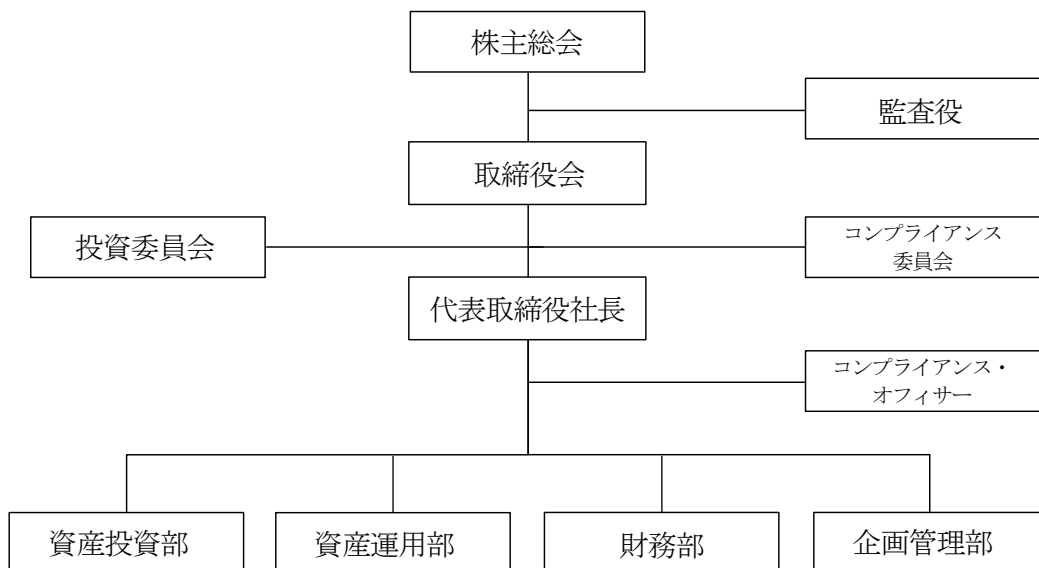 株主総会
監査役
取締役会
投資委員会
コンプライアンス
委員会
代表取締役社長
コンプライアンス・
オフィサー
資産投資部
資産運用部
財務部
企画管理部